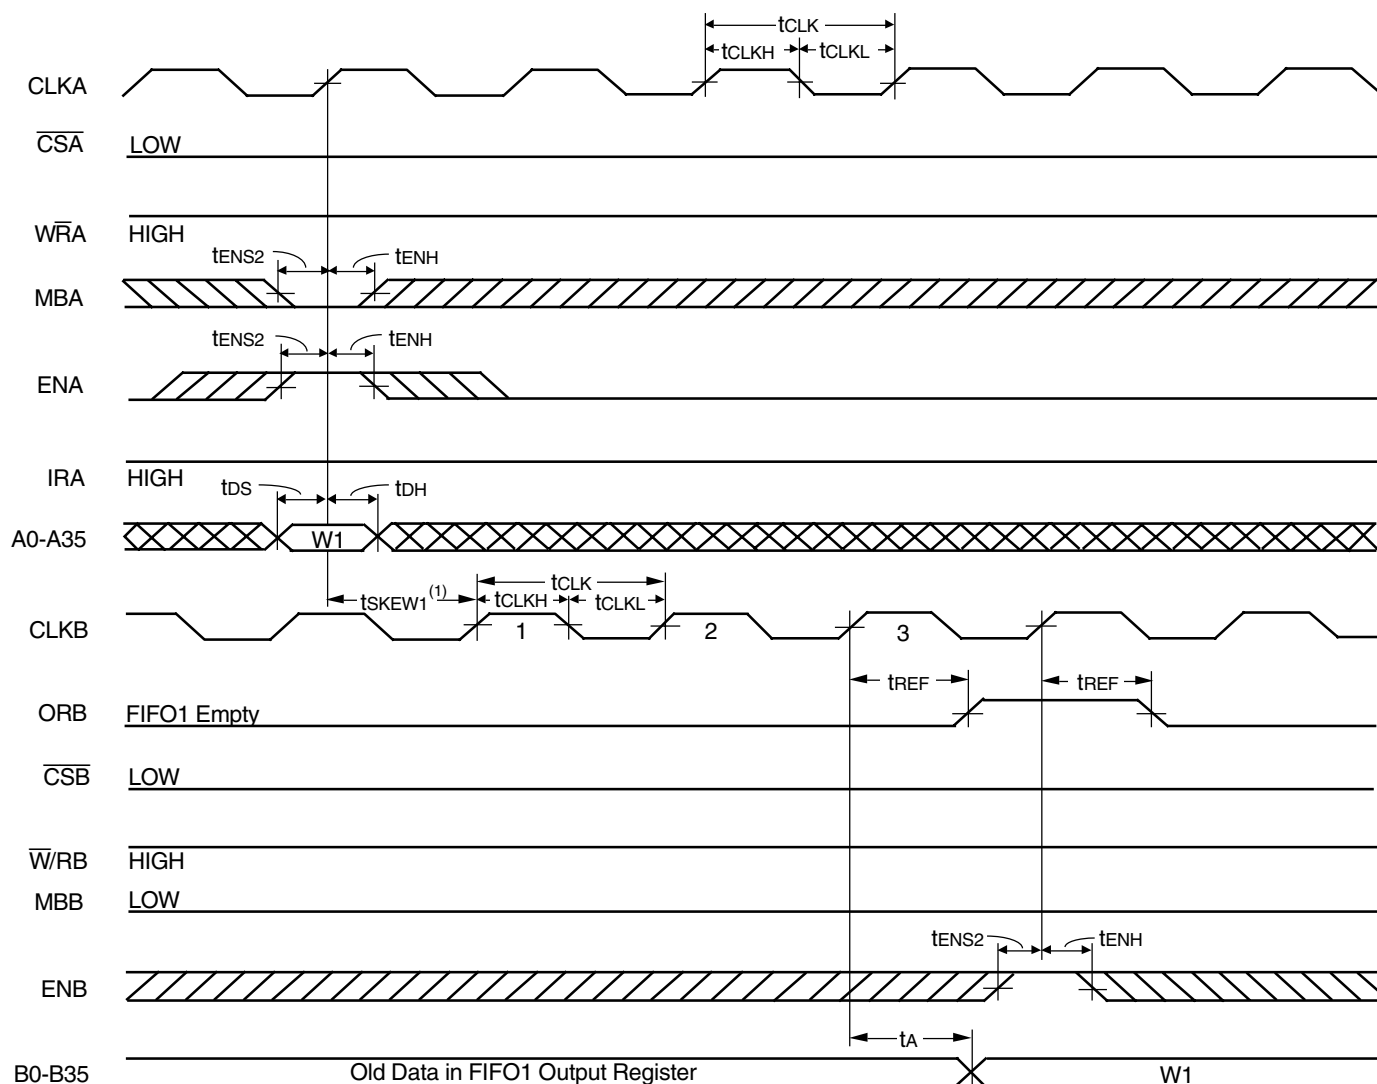 tCLK
tCLKH tCLKL
CLKA
CSA LOW
WRA HIGH
tENS2 tENH
MBA
tENS2 tENH
ENA
IRA HIGH
tDS tDH
A0-A35 W1
tCLK
tSKEW1(1) tCLKH tCLKL
CLKB 1 2 3
tREF tREF
ORB FIFO1 Empty
CSB LOW
W/RB HIGH
MBB LOW
tENS2 tENH
ENB
tA
B0-B35 Old Data in FIFO1 Output Register W1